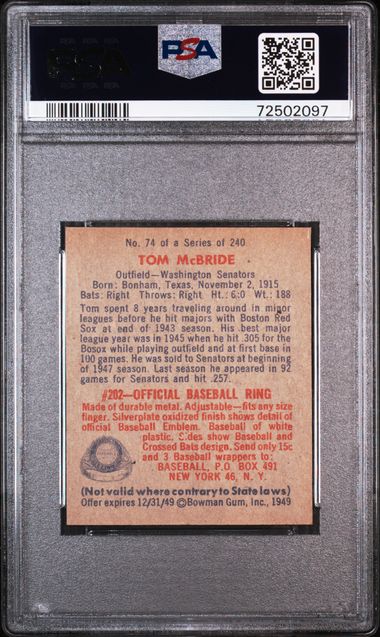 PSA
PSA
72502097
No. 74 of a Series of 240
TOM McBRIDE
Outfield—Washington Senators
Born: Bonham, Texas, November 2, 1915
Bats: Right Throws: Right Ht.: 6:0 Wt.: 188
Tom spent 8 years traveling around in minor
leagues before he hit majors with Boston Red
Sox at end of 1943 season. His best major
league year was in 1945 when he hit .305 for the
Bosox while playing outfield and at first base in
100 games. He was sold to Senators at beginning
of 1947 season. Last season he appeared in 92
games for Senators and hit .257.
#202—OFFICIAL BASEBALL RING
Made of durable metal. Adjustable—fits any size
finger. Silverplate oxidized finish shows detail of
official Baseball Emblem. Baseball of white
plastic. Sides show Baseball and
Crossed Bats design. Send only 15c
and 3 Baseball wrappers to:
BASEBALL, P.O BOX 491
NEW YORK 46, N. Y.
(Not valid where contrary to State laws)
Offer expires 12/31/49 ©Bowman Gum, Inc., 1949